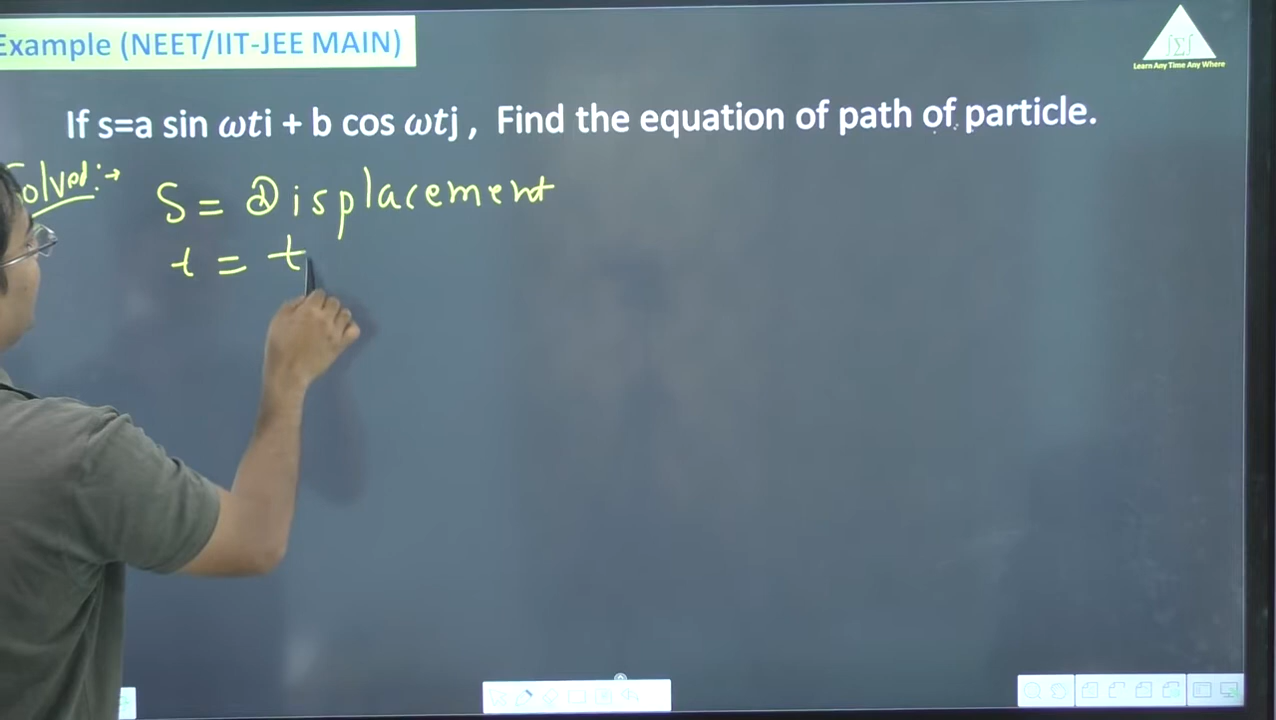 Example (NEET/IIT-JEE MAIN)
Learn Any Time Any Where
If s=a sin ωti + b cos ωtj , Find the equation of path of particle.
Solved:→
S = Displacement
t = t